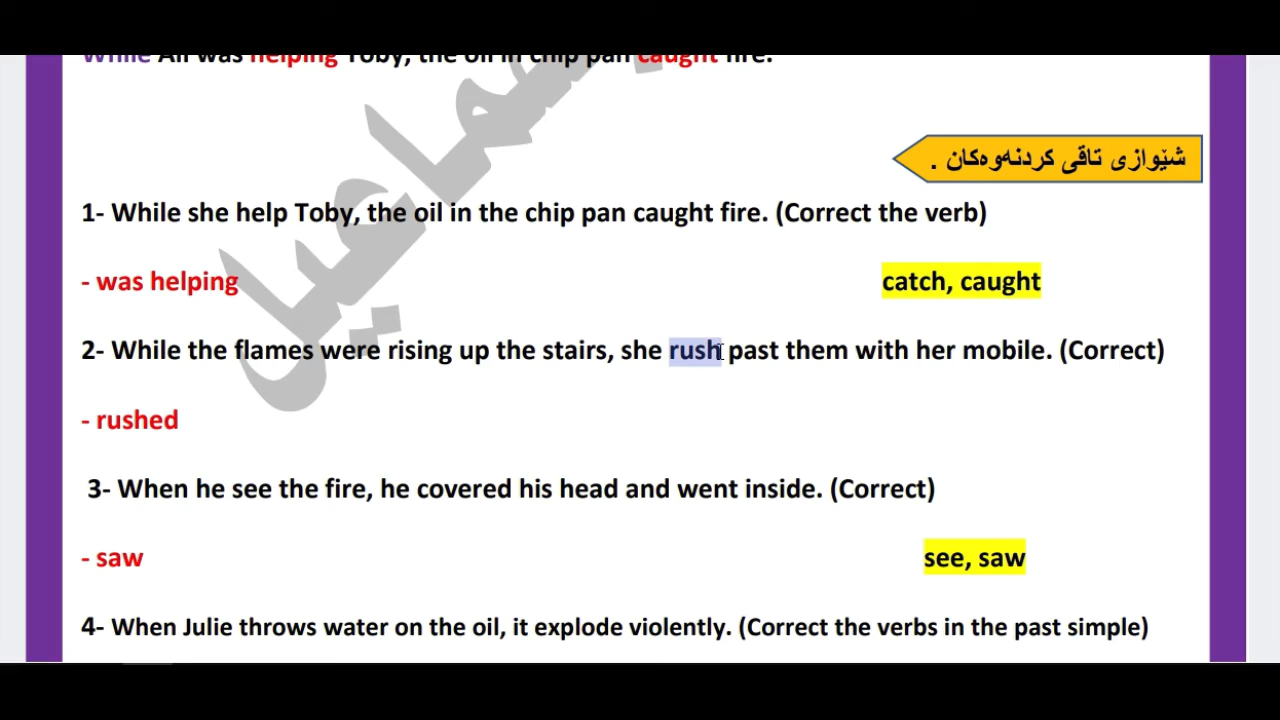 While Ali was helping Toby, the oil in chip pan caught fire.
شێوازی تاقی کردنەوەکان .
1- While she help Toby, the oil in the chip pan caught fire. (Correct the verb)
- was helping catch, caught
2- While the flames were rising up the stairs, she rush past them with her mobile. (Correct)
- rushed
3- When he see the fire, he covered his head and went inside. (Correct)
- saw see, saw
4- When Julie throws water on the oil, it explode violently. (Correct the verbs in the past simple)